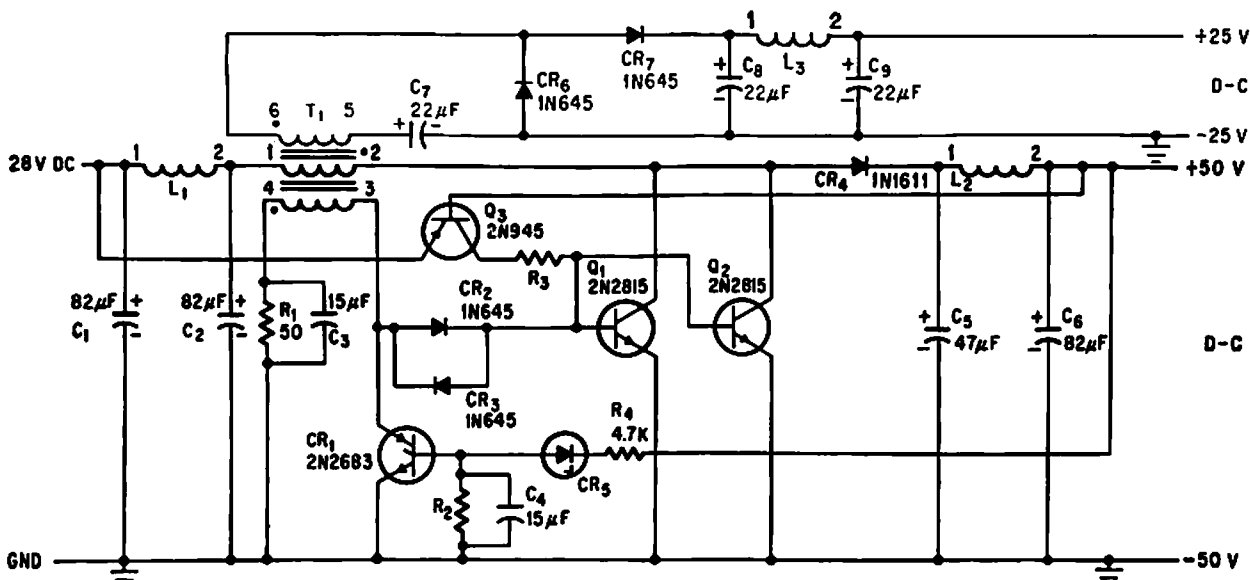 1 2
+25 V
CR7
1N645
L3
+ C8
- 22µF
+ C9
- 22µF
D-C
CR6
1N645
C7
22µF
+ -
6 T1 5
-25 V
28V DC
1 2
L1
1 2
4 3
CR4
1N1611
1 2
L2
+50 V
Q3
2N945
R3
Q1
2N2815
Q2
2N2815
CR2
1N645
82µF +
C1 -
82µF +
C2 -
R1
50
15µF
C3
+ C5
- 47µF
+ C6
- 82µF
D-C
CR3
1N645
R4
4.7K
CR1
2N2683
CR5
R2
C4
15µF
GND
-50 V